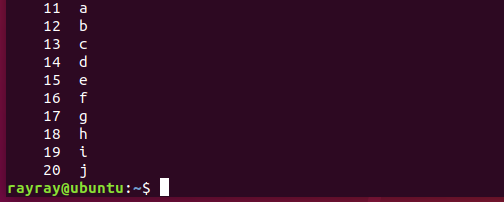 11 a
12 b
13 c
14 d
15 e
16 f
17 g
18 h
19 i
20 j
rayray@ubuntu:~$